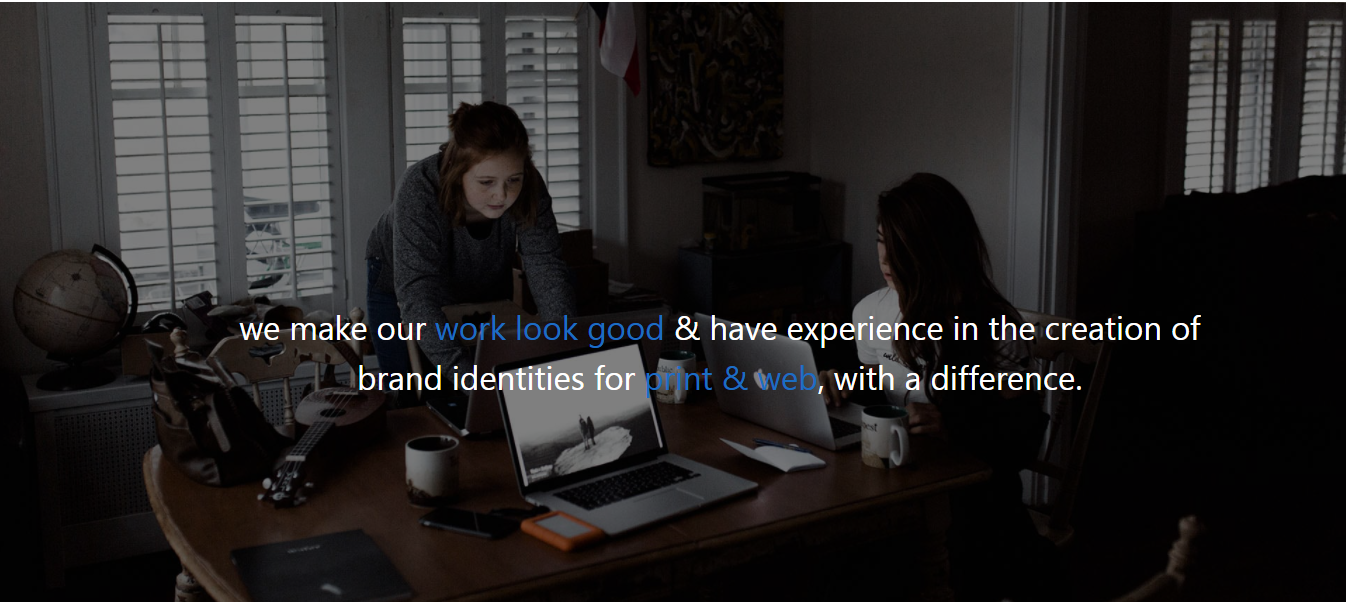 we make our work look good & have experience in the creation of
brand identities for print & web, with a difference.